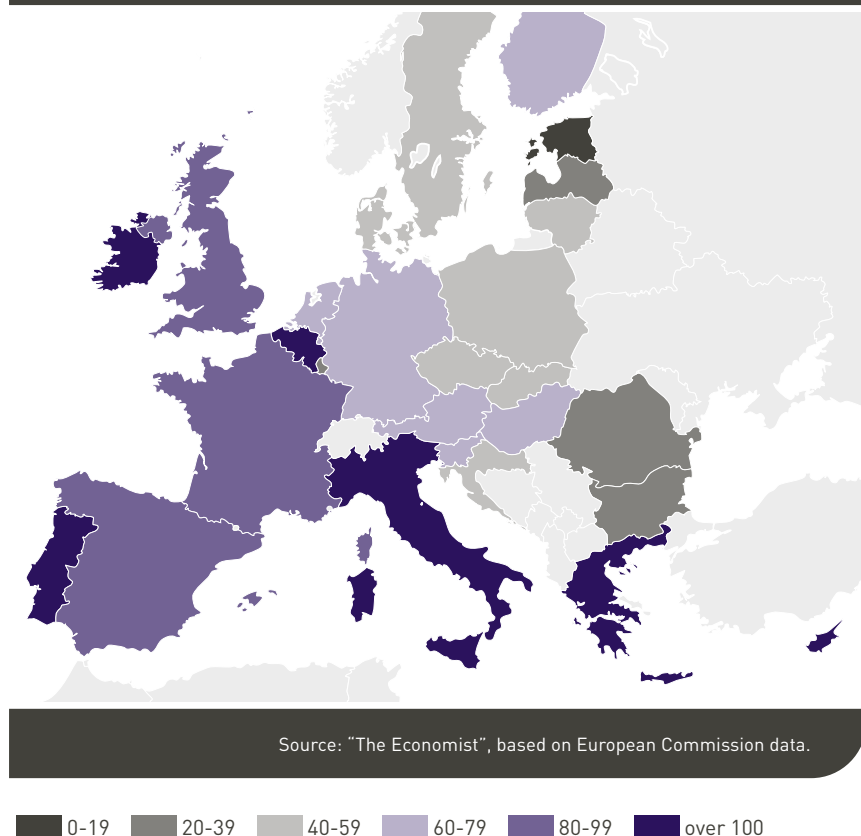 Source: “The Economist”, based on European Commission data.
0-19 20-39 40-59 60-79 80-99 over 100